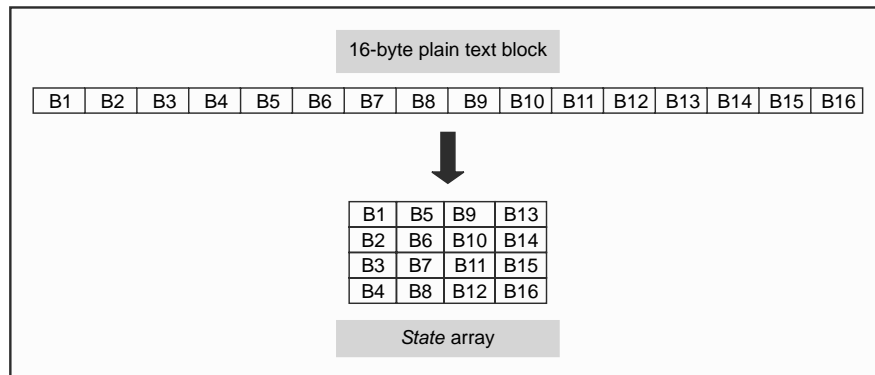 16-byte plain text block
B1 B2 B3 B4 B5 B6 B7 B8 B9 B10 B11 B12 B13 B14 B15 B16
B1 B5 B9 B13
B2 B6 B10 B14
B3 B7 B11 B15
B4 B8 B12 B16
State array